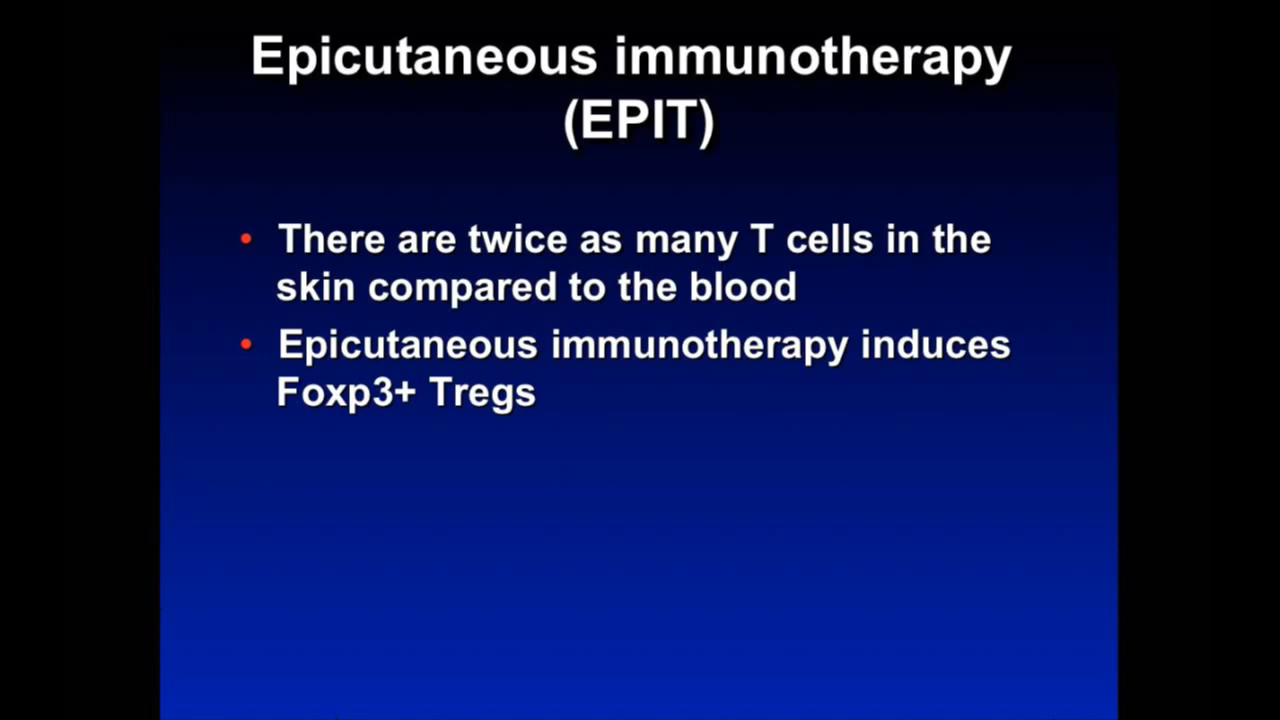 Epicutaneous immunotherapy
(EPIT)
• There are twice as many T cells in the
skin compared to the blood
• Epicutaneous immunotherapy induces
Foxp3+ Tregs